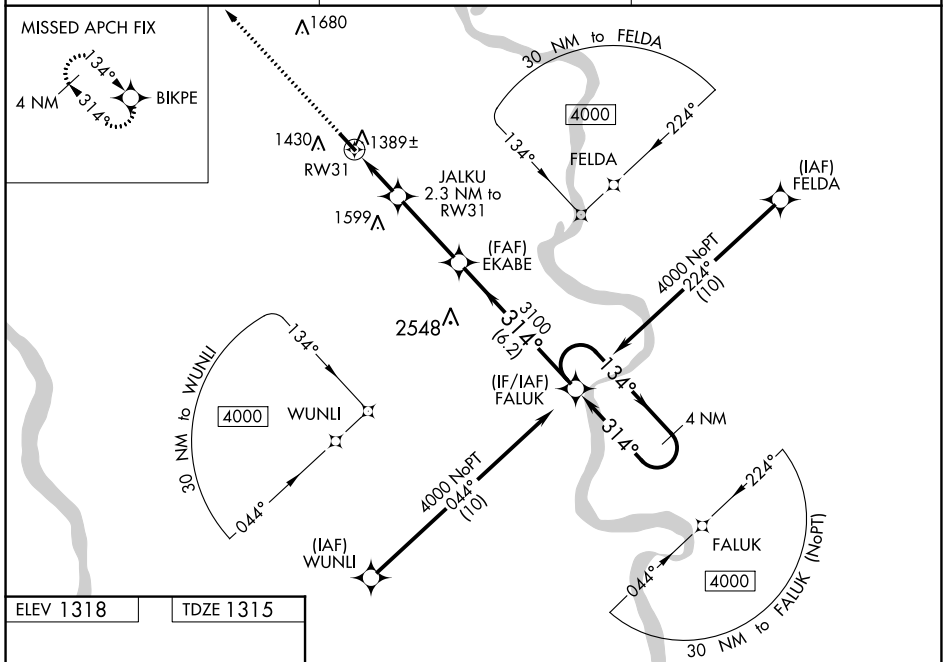 MISSED APCH FIX
134°
4 NM
314°
BIKPE
1680
1430
1389±
RW31
JALKU
2.3 NM to
RW31
1599
(FAF)
EKABE
2548
3100
314°
(6.2)
(IF/IAF)
FALUK
134°
314°
4 NM
30 NM to FELDA
4000
134°
224°
FELDA
(IAF)
FELDA
4000 NoPT
224°
(10)
30 NM to WUNLI
134°
4000
WUNLI
044°
4000 NoPT
044°
(10)
(IAF)
WUNLI
224°
FALUK
044°
4000
30 NM to FALUK (NoPT)
ELEV 1318
TDZE 1315